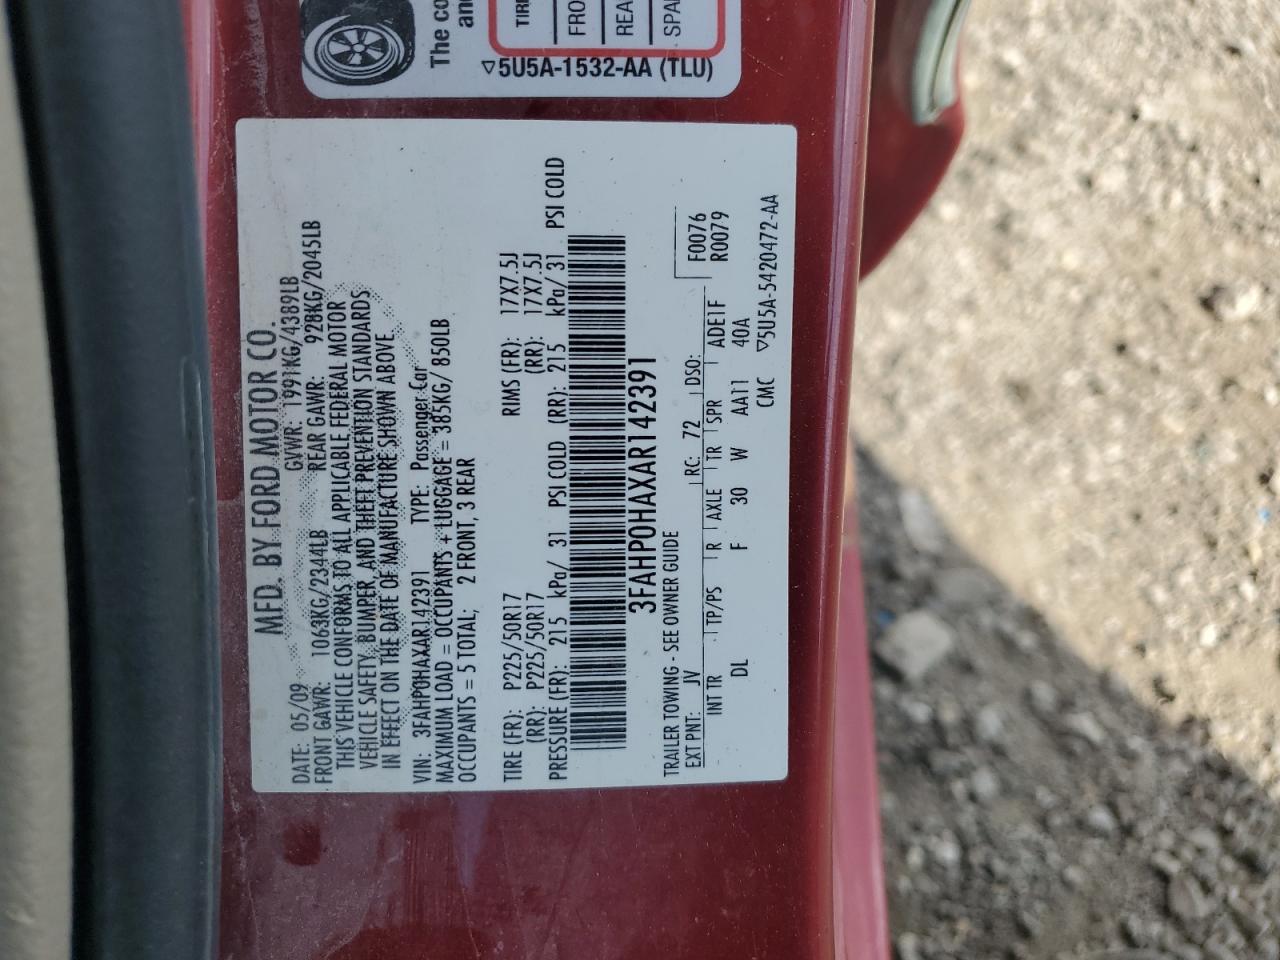 The co
an
TIRE
FRO
REA
SPA
▽5U5A-1532-AA (TLU)
MFD. BY FORD MOTOR CO.
DATE: 05/09 GVWR: 1991KG/4389LB
FRONT GAWR: 1063KG/2344LB REAR GAWR: 928KG/2045LB
THIS VEHICLE CONFORMS TO ALL APPLICABLE FEDERAL MOTOR
VEHICLE SAFETY, BUMPER, AND THEFT PREVENTION STANDARDS
IN EFFECT ON THE DATE OF MANUFACTURE SHOWN ABOVE
VIN: 3FAHP0HAXAR142391 TYPE: Passenger Car
MAXIMUM LOAD = OCCUPANTS + LUGGAGE = 385KG/ 850LB
OCCUPANTS = 5 TOTAL; 2 FRONT, 3 REAR
TIRE (FR): P225/50R17 RIMS (FR): 17X7.5J
(RR): P225/50R17 (RR): 17X7.5J
PRESSURE (FR): 215 kPa/ 31 PSI COLD (RR): 215 kPa/ 31 PSI COLD
3FAHP0HAXAR142391
TRAILER TOWING - SEE OWNER GUIDE
F0076
R0079
EXT PNT: JV RC: 72 DSO:
INT TR TP/PS R AXLE TR SPR ADE1F
DL F 30 W AA11 40A
CMC ▽5U5A-5420472-AA